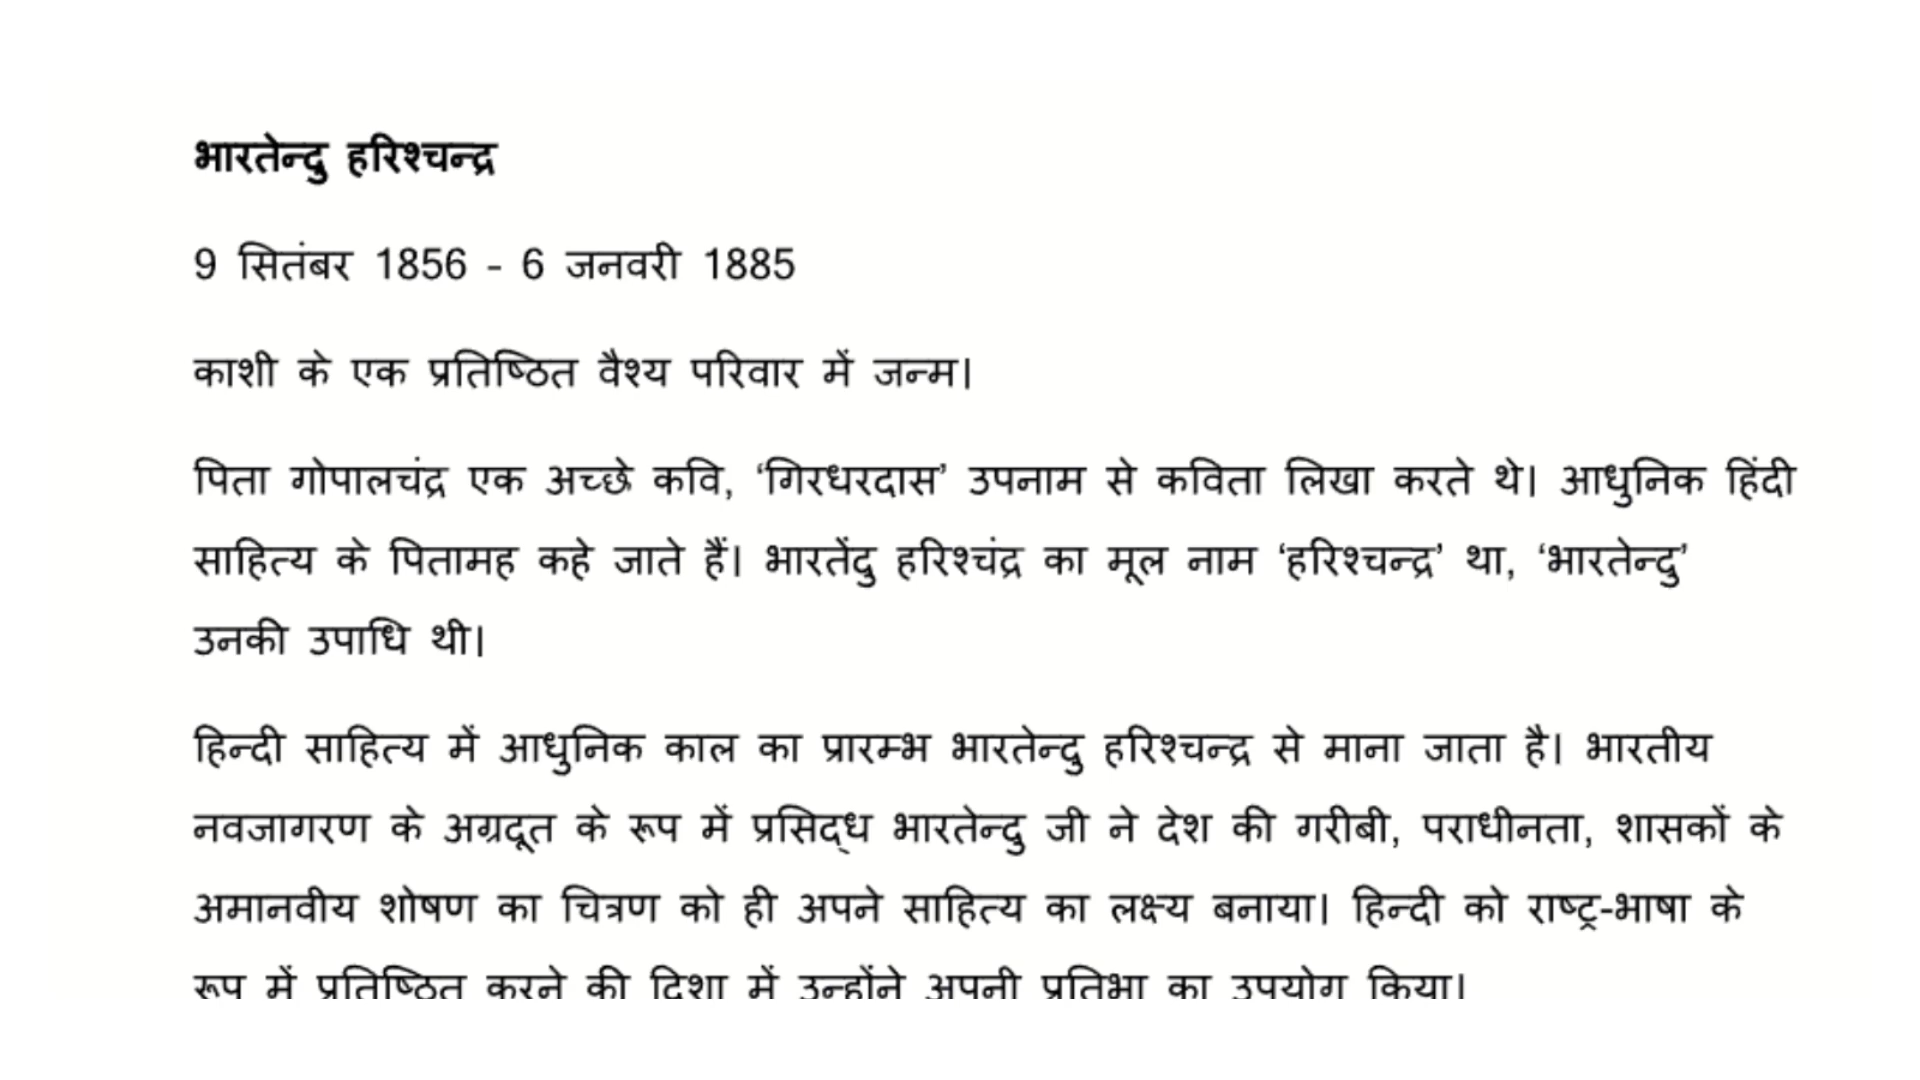 भारतेन्दु हरिश्चन्द्र
9 सितंबर 1856 - 6 जनवरी 1885
काशी के एक प्रतिष्ठित वैश्य परिवार में जन्म।
पिता गोपालचंद्र एक अच्छे कवि, ‘गिरधरदास’ उपनाम से कविता लिखा करते थे। आधुनिक हिंदी
साहित्य के पितामह कहे जाते हैं। भारतेंदु हरिश्चंद्र का मूल नाम ‘हरिश्चन्द्र’ था, ‘भारतेन्दु’
उनकी उपाधि थी।
हिन्दी साहित्य में आधुनिक काल का प्रारम्भ भारतेन्दु हरिश्चन्द्र से माना जाता है। भारतीय
नवजागरण के अग्रदूत के रूप में प्रसिद्ध भारतेन्दु जी ने देश की गरीबी, पराधीनता, शासकों के
अमानवीय शोषण का चित्रण को ही अपने साहित्य का लक्ष्य बनाया। हिन्दी को राष्ट्र-भाषा के
रूप में प्रतिष्ठित करने की दिशा में उन्होंने अपनी प्रतिभा का उपयोग किया।